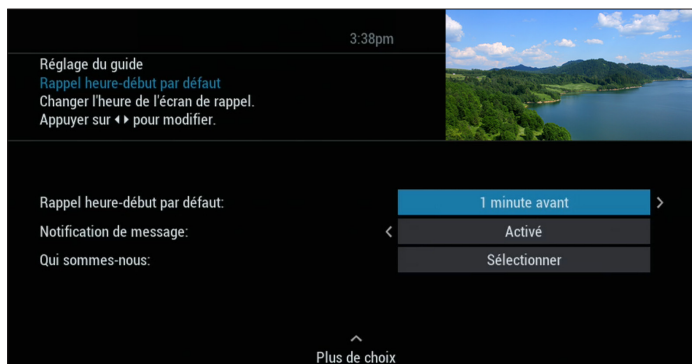 3:38pm
Réglage du guide
Rappel heure-début par défaut
Changer l'heure de l'écran de rappel.
Appuyer sur ◂ ▸ pour modifier.
Rappel heure-début par défaut: 1 minute avant >
Notification de message: < Activé
Qui sommes-nous: Sélectionner
Plus de choix